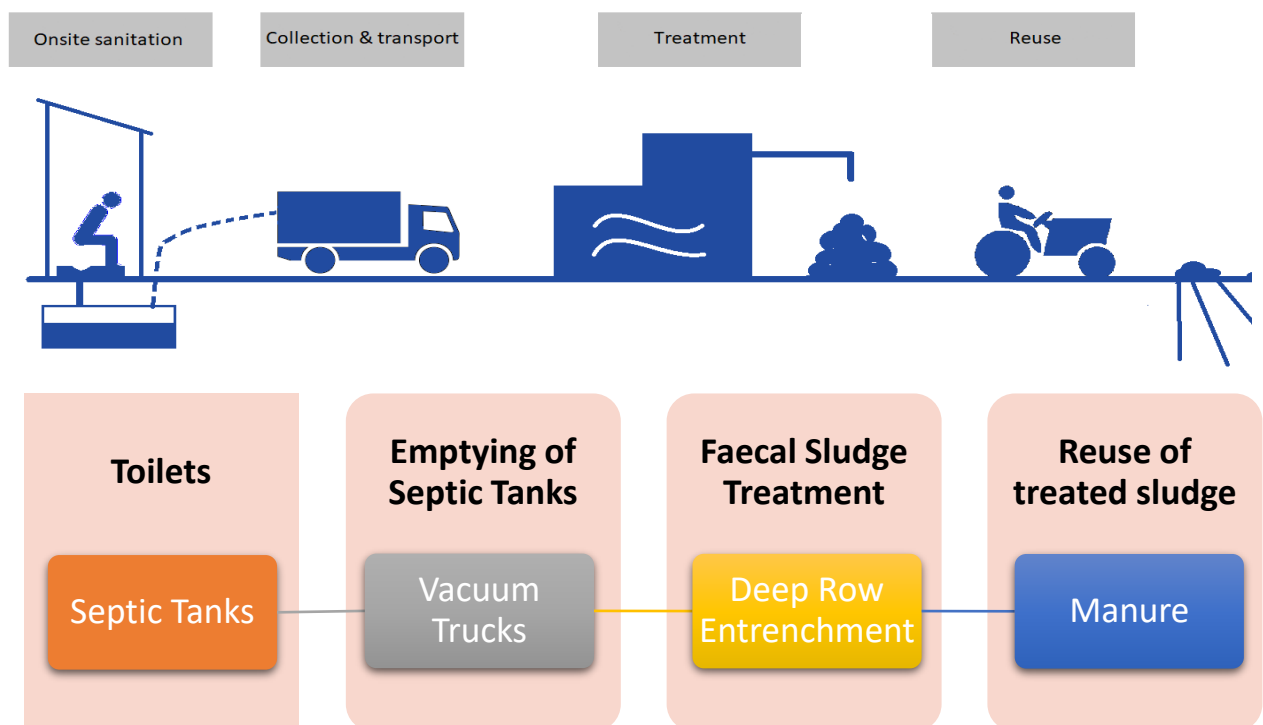 Onsite sanitation
Collection & transport
Treatment
Reuse
Toilets
Septic Tanks
Emptying of
Septic Tanks
Vacuum
Trucks
Faecal Sludge
Treatment
Deep Row
Entrenchment
Reuse of
treated sludge
Manure